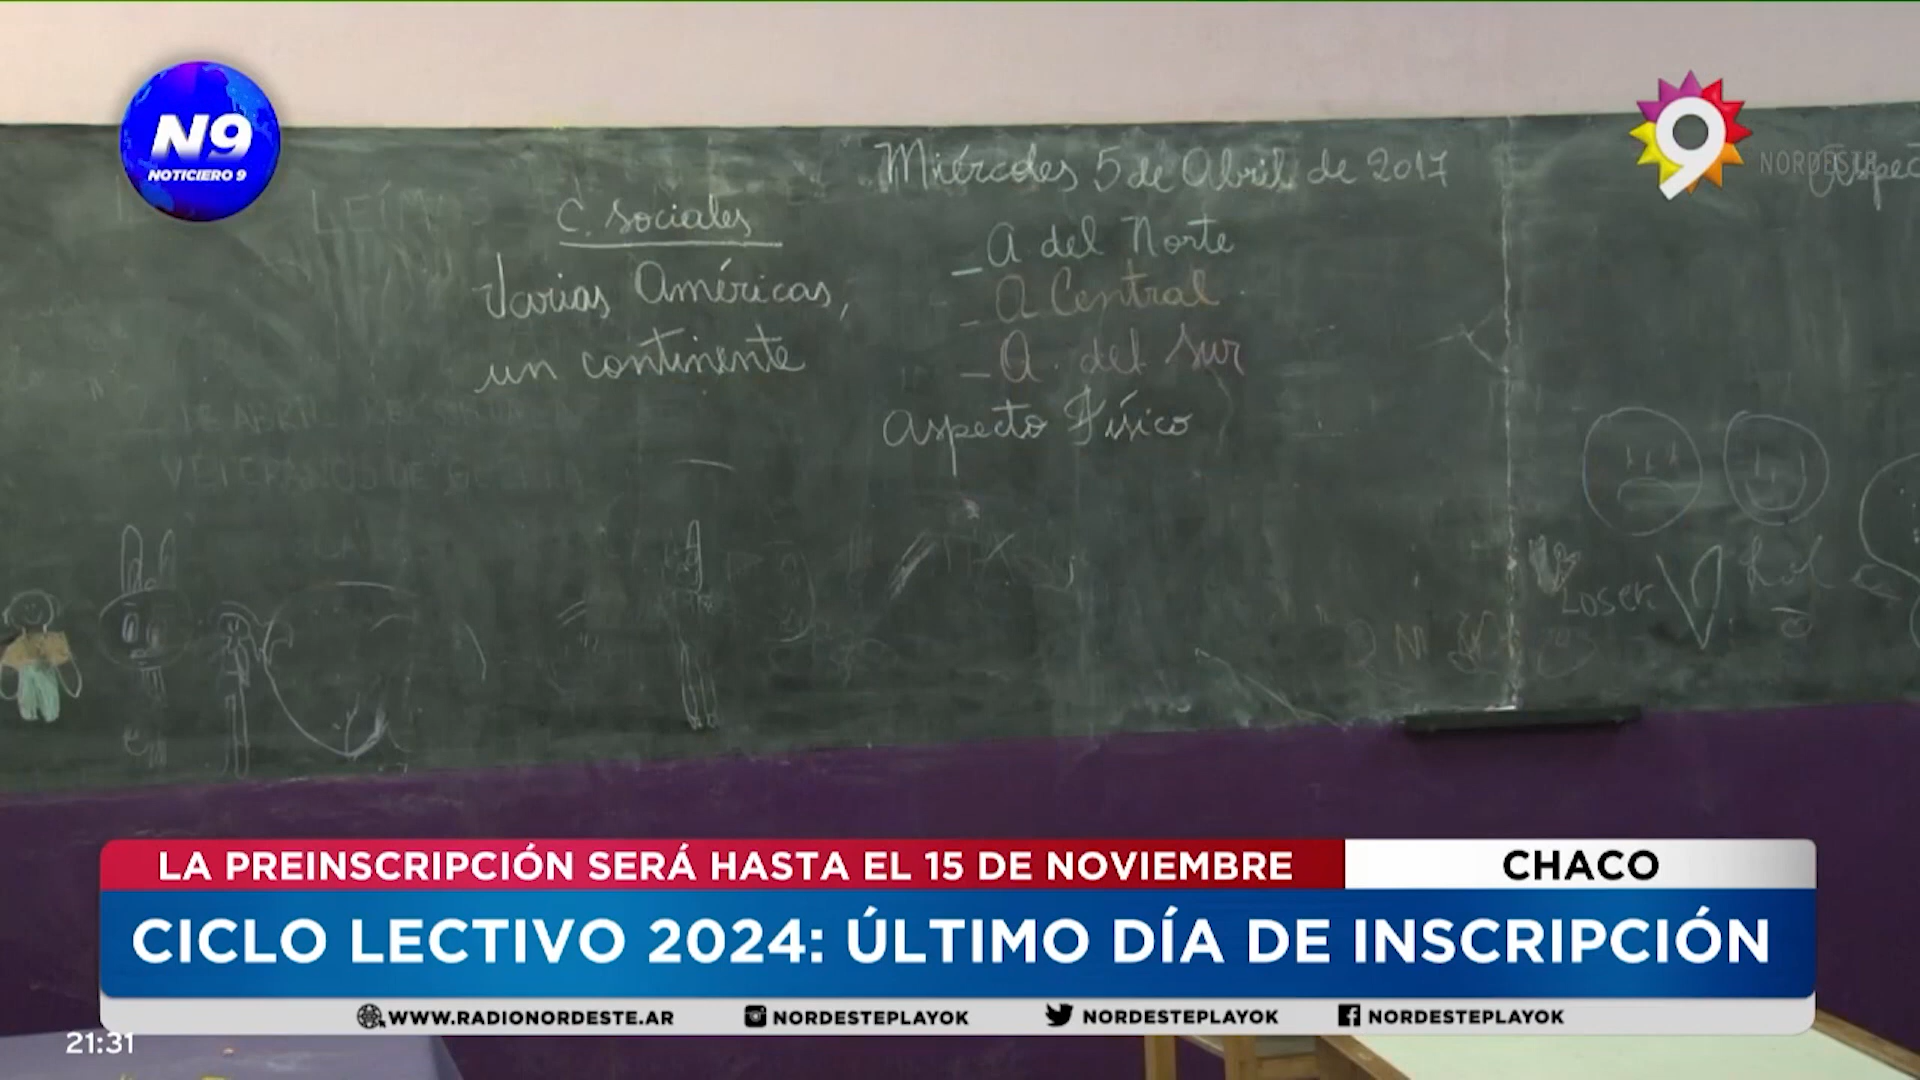 N9
NOTICIERO 9
9
NORDESTE
Miércoles 5 de Abril de 2017
C. Sociales
Varias Américas,
un continente
- A del Norte
- A Central
- A. del Sur
Aspecto Físico
Loser
LA PREINSCRIPCIÓN SERÁ HASTA EL 15 DE NOVIEMBRE
CHACO
CICLO LECTIVO 2024: ÚLTIMO DÍA DE INSCRIPCIÓN
WWW.RADIONORDESTE.AR
NORDESTEPLAYOK
NORDESTEPLAYOK
NORDESTEPLAYOK
21:31